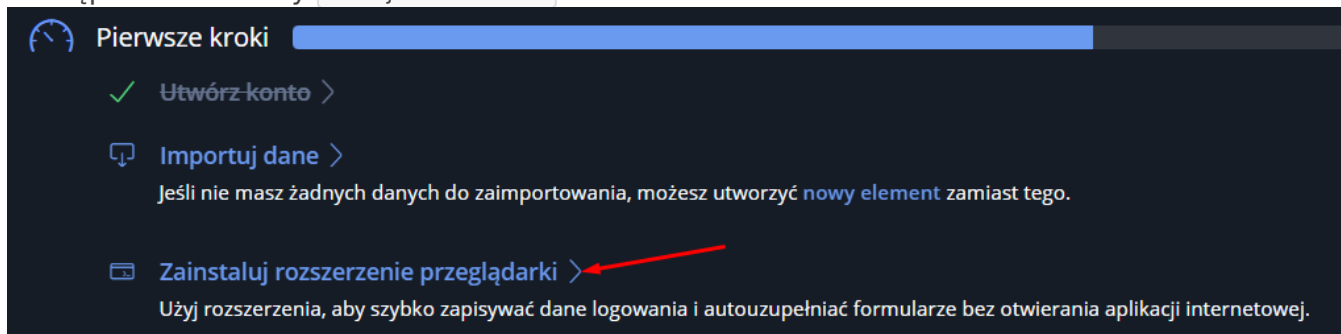 Pierwsze kroki
Utwórz konto
Importuj dane
Jeśli nie masz żadnych danych do zaimportowania, możesz utworzyć nowy element zamiast tego.
Zainstaluj rozszerzenie przeglądarki
Użyj rozszerzenia, aby szybko zapisywać dane logowania i autouzupełniać formularze bez otwierania aplikacji internetowej.